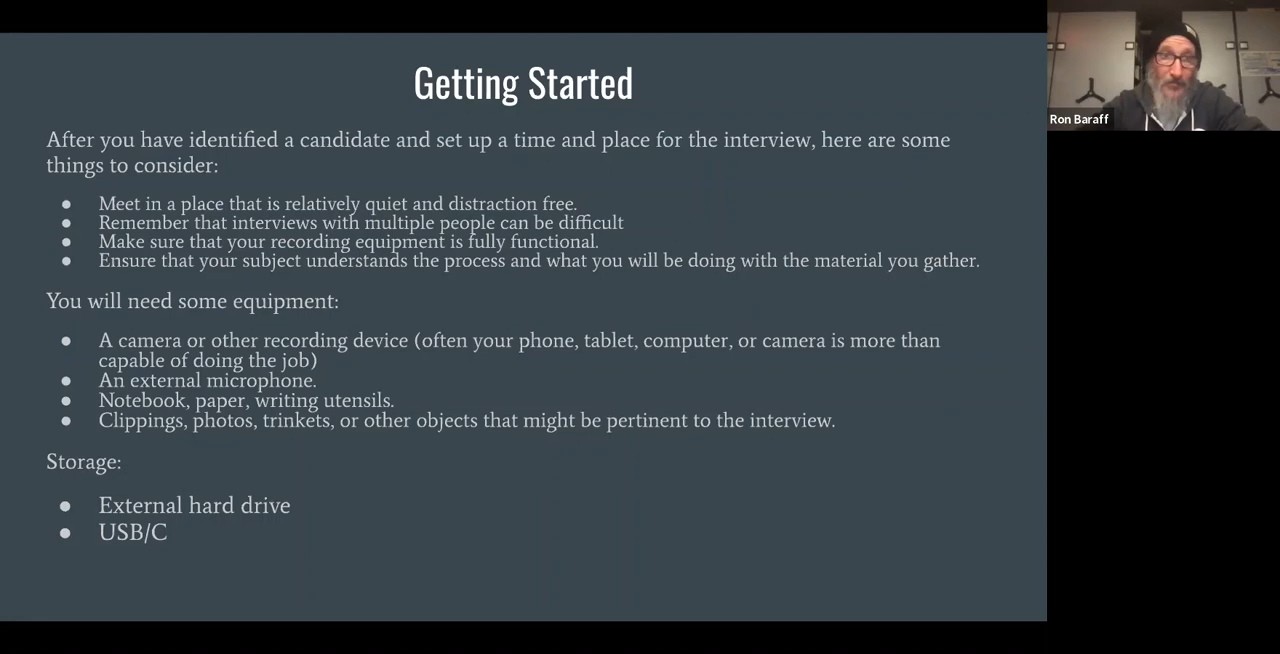 Getting Started
After you have identified a candidate and set up a time and place for the interview, here are some
things to consider:
● Meet in a place that is relatively quiet and distraction free.
● Remember that interviews with multiple people can be difficult
● Make sure that your recording equipment is fully functional.
● Ensure that your subject understands the process and what you will be doing with the material you gather.
You will need some equipment:
● A camera or other recording device (often your phone, tablet, computer, or camera is more than
capable of doing the job)
● An external microphone.
● Notebook, paper, writing utensils.
● Clippings, photos, trinkets, or other objects that might be pertinent to the interview.
Storage:
● External hard drive
● USB/C
Ron Baraff